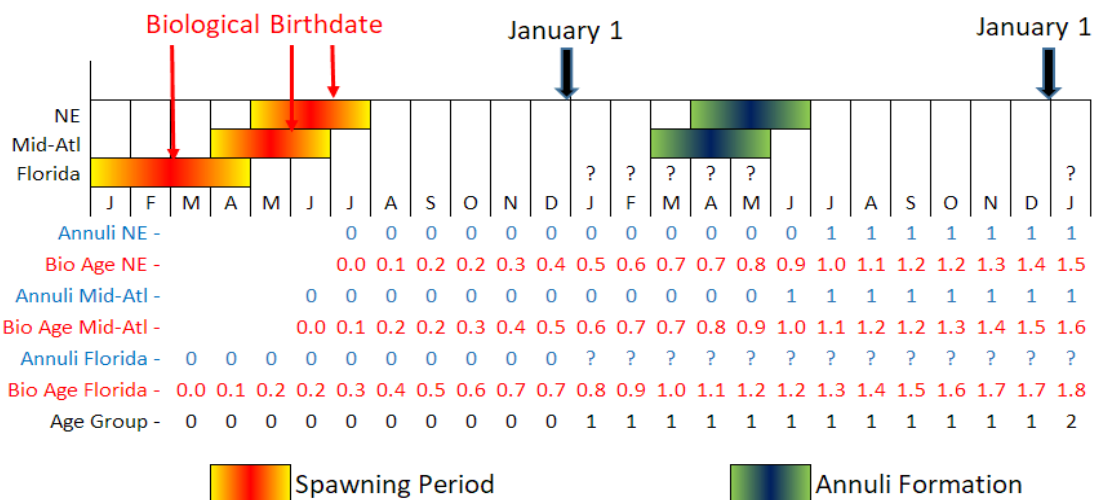 Biological Birthdate
January 1
January 1
NE
Mid-Atl
Florida
? ? ? ? ? ?
J F M A M J J A S O N D J F M A M J J A S O N D J
Annuli NE - 0 0 0 0 0 0 0 0 0 0 0 0 1 1 1 1 1 1 1
Bio Age NE - 0.0 0.1 0.2 0.2 0.3 0.4 0.5 0.6 0.7 0.7 0.8 0.9 1.0 1.1 1.2 1.2 1.3 1.4 1.5
Annuli Mid-Atl - 0 0 0 0 0 0 0 0 0 0 0 0 1 1 1 1 1 1 1 1
Bio Age Mid-Atl - 0.0 0.1 0.2 0.2 0.3 0.4 0.5 0.6 0.7 0.7 0.8 0.9 1.0 1.1 1.2 1.2 1.3 1.4 1.5 1.6
Annuli Florida - 0 0 0 0 0 0 0 0 0 0 ? ? ? ? ? ? ? ? ? ? ? ? ?
Bio Age Florida - 0.0 0.1 0.2 0.2 0.3 0.4 0.5 0.6 0.7 0.7 0.8 0.9 1.0 1.1 1.2 1.2 1.3 1.4 1.5 1.6 1.7 1.7 1.8
Age Group - 0 0 0 0 0 0 0 0 0 0 1 1 1 1 1 1 1 1 1 1 1 1 2
Spawning Period
Annuli Formation